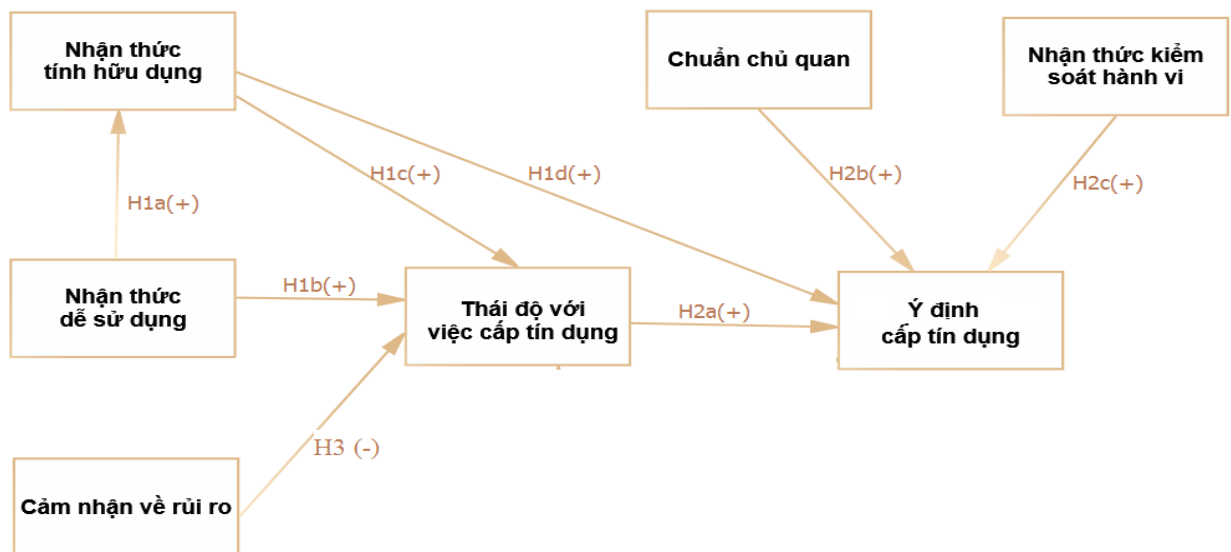 Nhận thức
tính hữu dụng
Chuẩn chủ quan
Nhận thức kiểm
soát hành vi
H1a(+)
H1c(+)
H1d(+)
H2b(+)
H2c(+)
Nhận thức
dễ sử dụng
H1b(+)
Thái độ với
việc cấp tín dụng
H2a(+)
Ý định
cấp tín dụng
H3 (-)
Cảm nhận về rủi ro